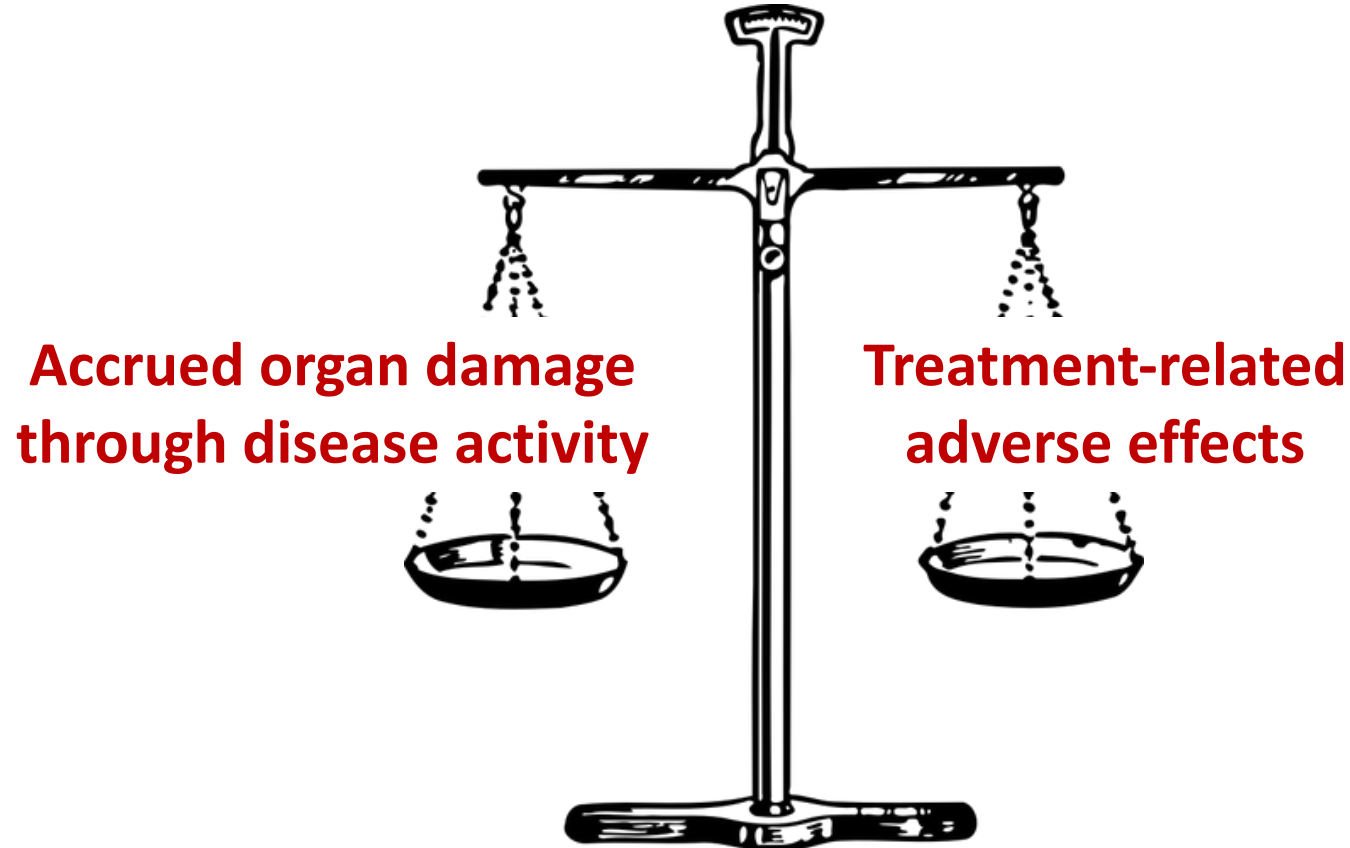 Accrued organ damage
through disease activity
Treatment-related
adverse effects